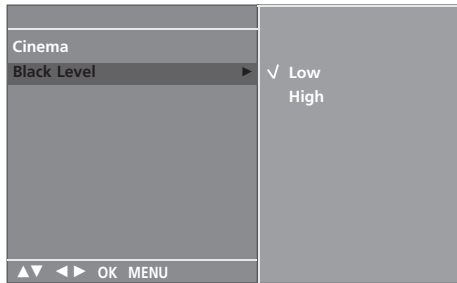 Cinema
Black Level ►
√ Low
High
▲▼ ◄► OK MENU